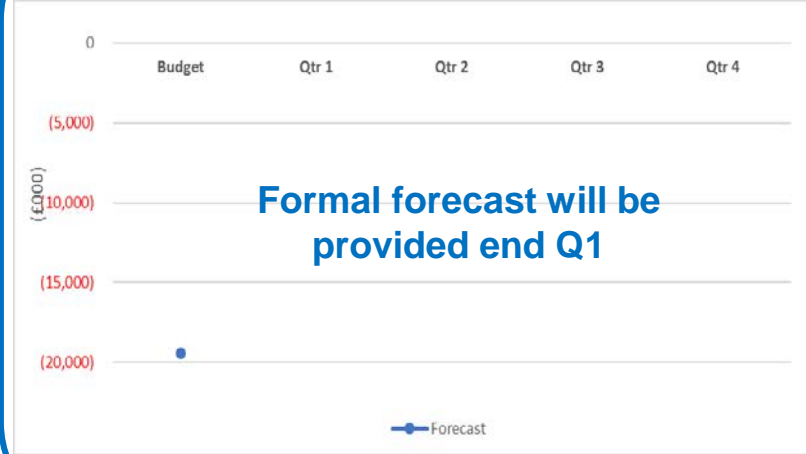 0
Budget Qtr 1 Qtr 2 Qtr 3 Qtr 4
(5,000)
(£000)
(10,000)
Formal forecast will be
provided end Q1
(15,000)
(20,000)
Forecast